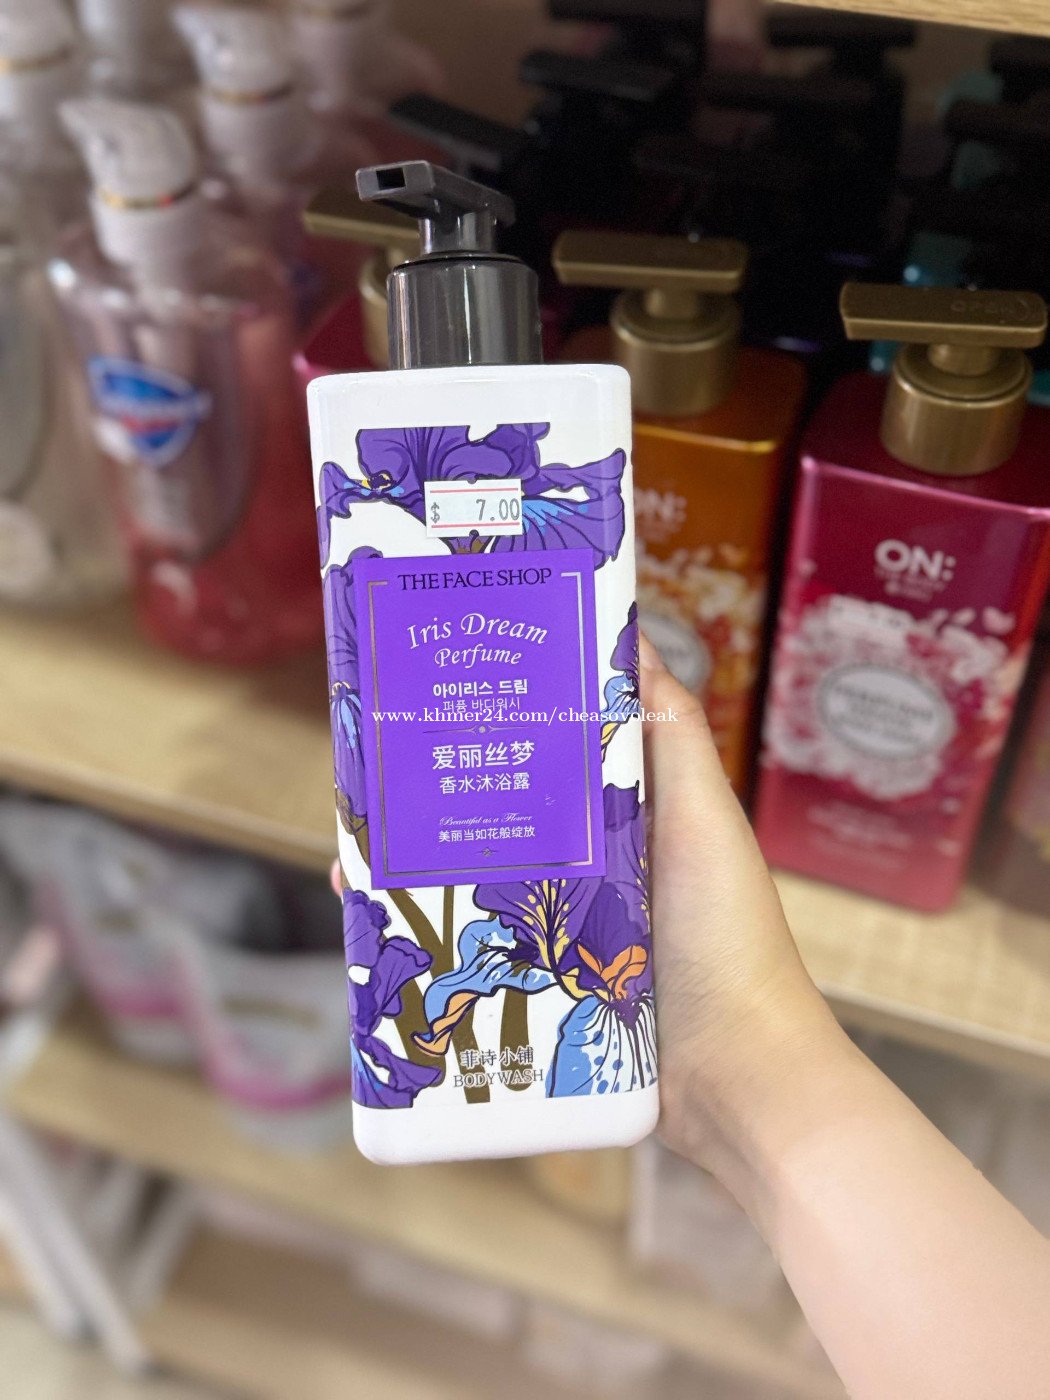 $ 7.00
THE FACE SHOP
Iris Dream
Perfume
아이리스 드림
퍼퓸 바디워시
www.khmer24.com/cheasovoleak
爱丽丝梦
香水沐浴露
Beautiful as a Flower
美丽当如花般绽放
菲诗小铺
BODYWASH
ON:
ON: